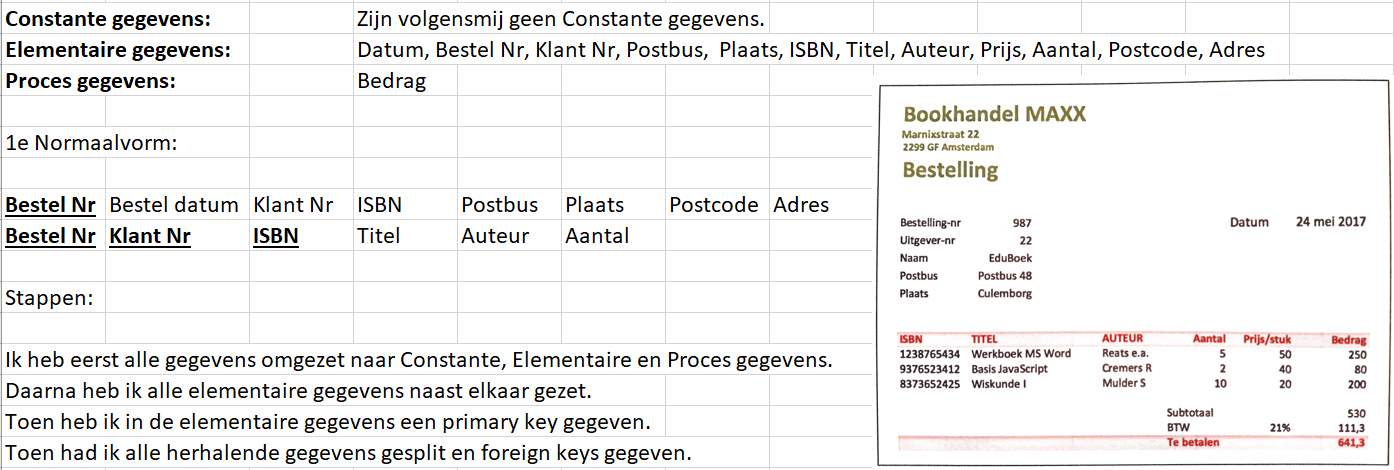 Constante gegevens: Zijn volgensmij geen Constante gegevens.
Elementaire gegevens: Datum, Bestel Nr, Klant Nr, Postbus, Plaats, ISBN, Titel, Auteur, Prijs, Aantal, Postcode, Adres
Proces gegevens: Bedrag
1e Normaalvorm:
Bestel Nr Bestel datum Klant Nr ISBN Postbus Plaats Postcode Adres
Bestel Nr Klant Nr ISBN Titel Auteur Aantal
Stappen:
Ik heb eerst alle gegevens omgezet naar Constante, Elementaire en Proces gegevens.
Daarna heb ik alle elementaire gegevens naast elkaar gezet.
Toen heb ik in de elementaire gegevens een primary key gegeven.
Toen had ik alle herhalende gegevens gesplit en foreign keys gegeven.
Bookhandel MAXX
Marnixstraat 22
2299 GF Amsterdam
Bestelling
Bestelling-nr 987 Datum 24 mei 2017
Uitgever-nr 22
Naam EduBoek
Postbus Postbus 48
Plaats Culemborg
ISBN TITEL AUTEUR Aantal Prijs/stuk Bedrag
1238765434 Werkboek MS Word Reats e.a. 5 50 250
9376523412 Basis JavaScript Cremers R 2 40 80
8373652425 Wiskunde I Mulder S 10 20 200
Subtotaal 530
BTW 21% 111,3
Te betalen 641,3